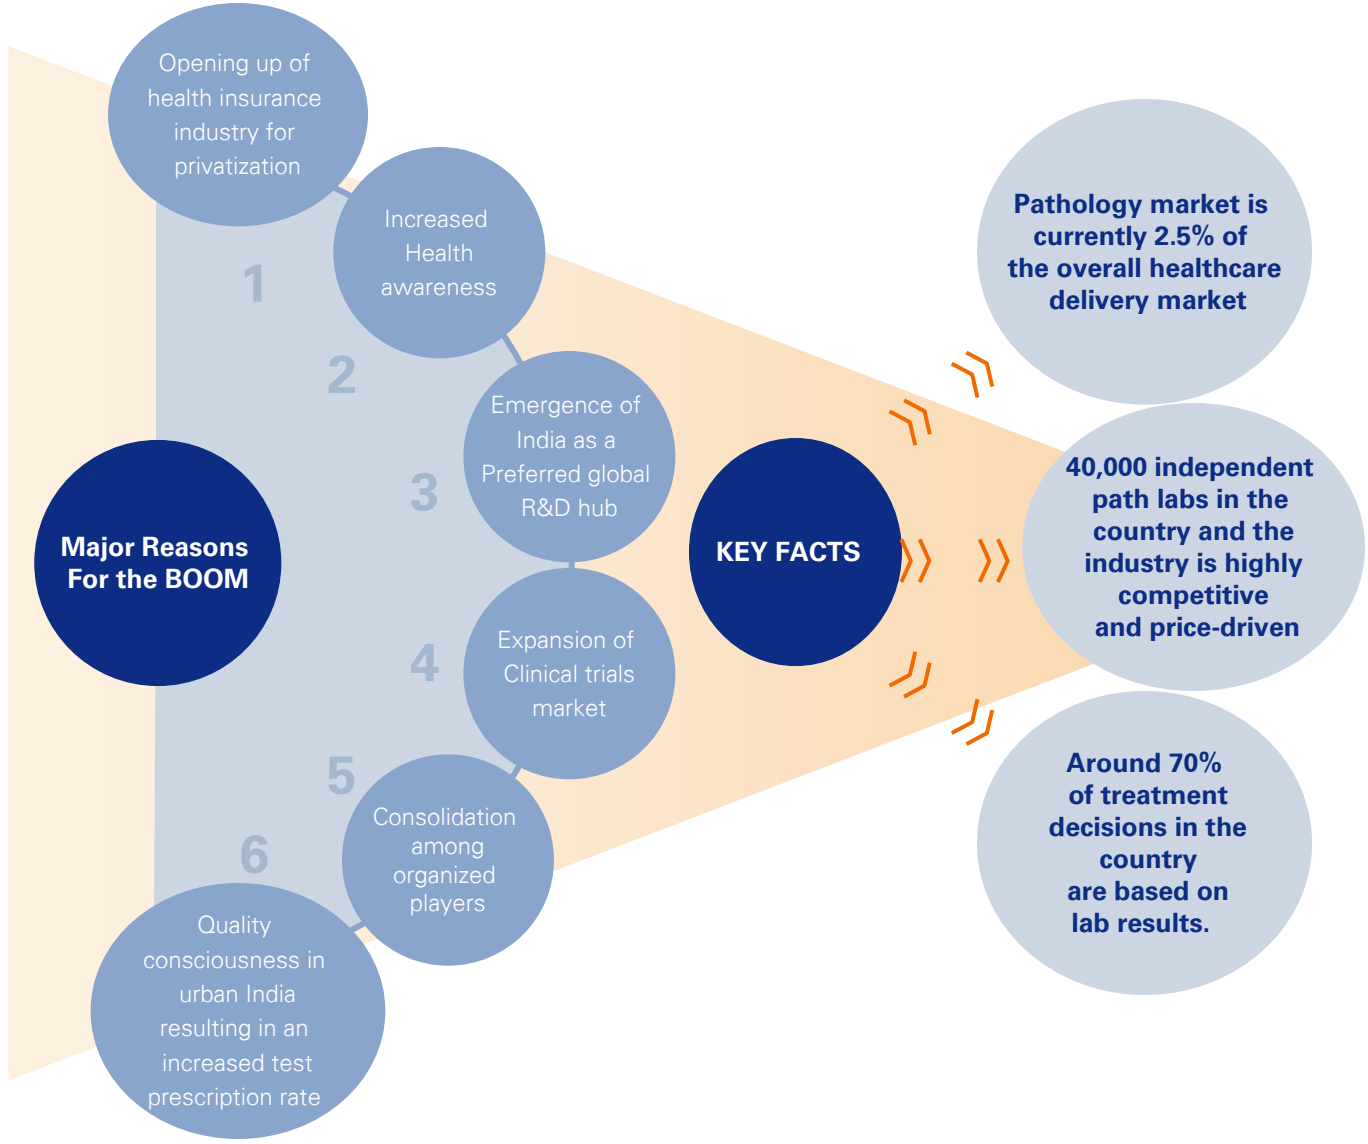 Opening up of
health insurance
industry for
privatization
1
Increased
Health
awareness
2
Emergence of
India as a
Preferred global
R&D hub
3
Expansion of
Clinical trials
market
4
Consolidation
among
organized
players
5
Quality
consciousness in
urban India
resulting in an
increased test
prescription rate
6
Major Reasons
For the BOOM
KEY FACTS
Pathology market is
currently 2.5% of
the overall healthcare
delivery market
40,000 independent
path labs in the
country and the
industry is highly
competitive
and price-driven
Around 70%
of treatment
decisions in the
country
are based on
lab results.